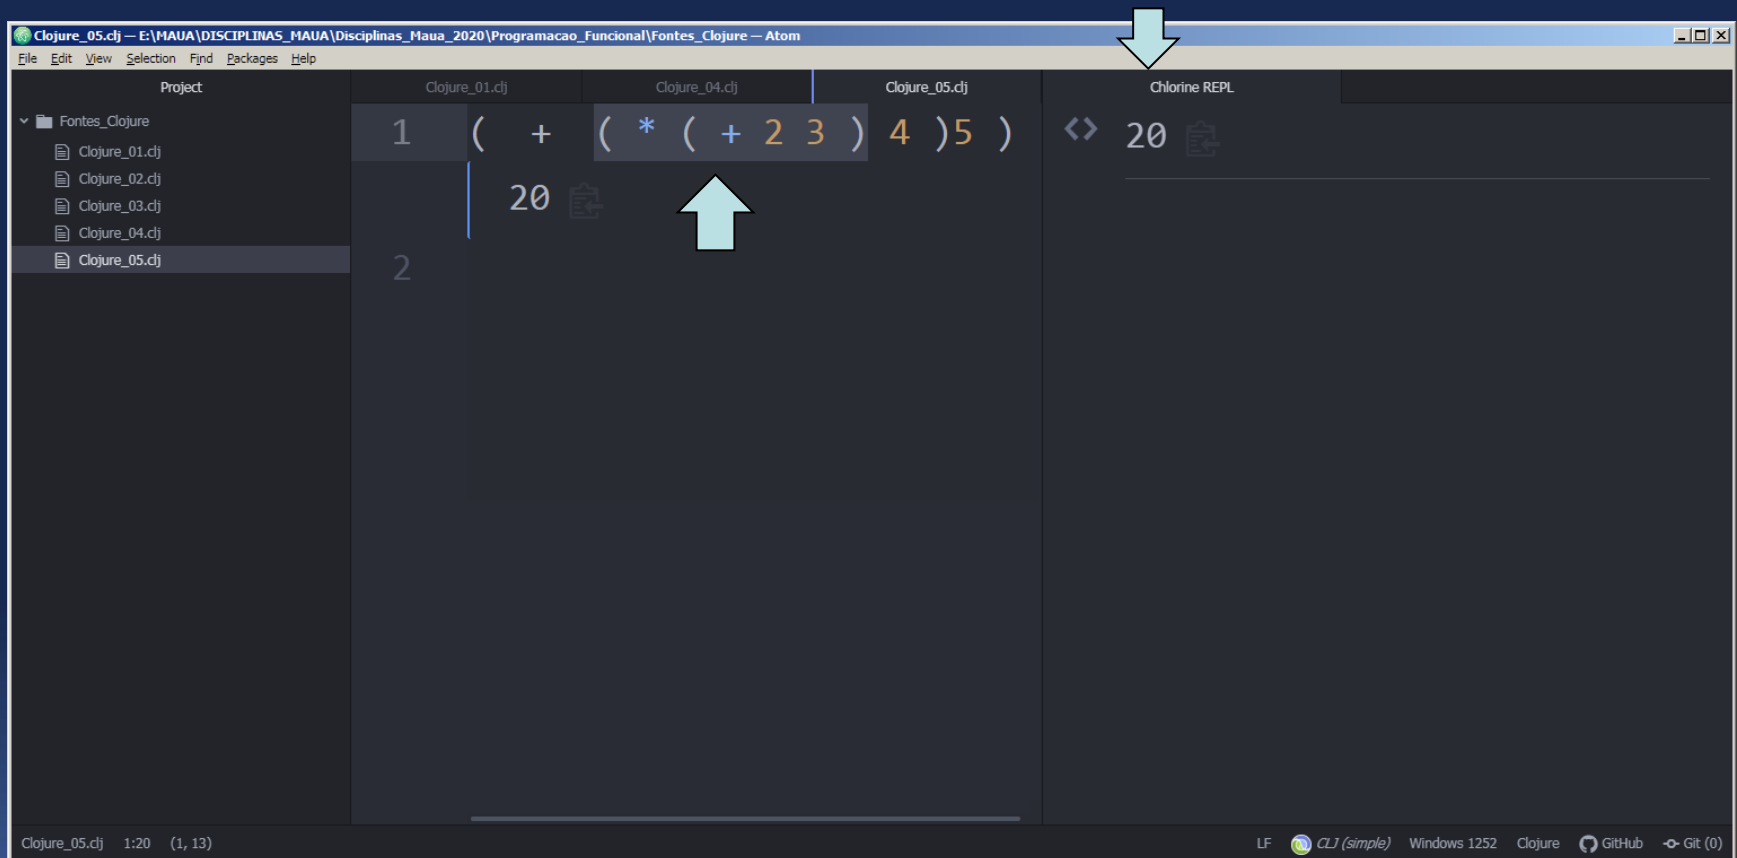 Clojure_05.clj — E:\MAUA\DISCIPLINAS_MAUA\Disciplinas_Maua_2020\Programacao_Funcional\Fontes_Clojure — Atom
File Edit View Selection Find Packages Help
Project
Fontes_Clojure
Clojure_01.clj
Clojure_02.clj
Clojure_03.clj
Clojure_04.clj
Clojure_05.clj
Clojure_01.clj Clojure_04.clj Clojure_05.clj
1 ( + ( * ( + 2 3 ) 4 )5 )
20
2
Chlorine REPL
<> 20
Clojure_05.clj 1:20 (1, 13) LF CLJ (simple) Windows 1252 Clojure GitHub Git (0)